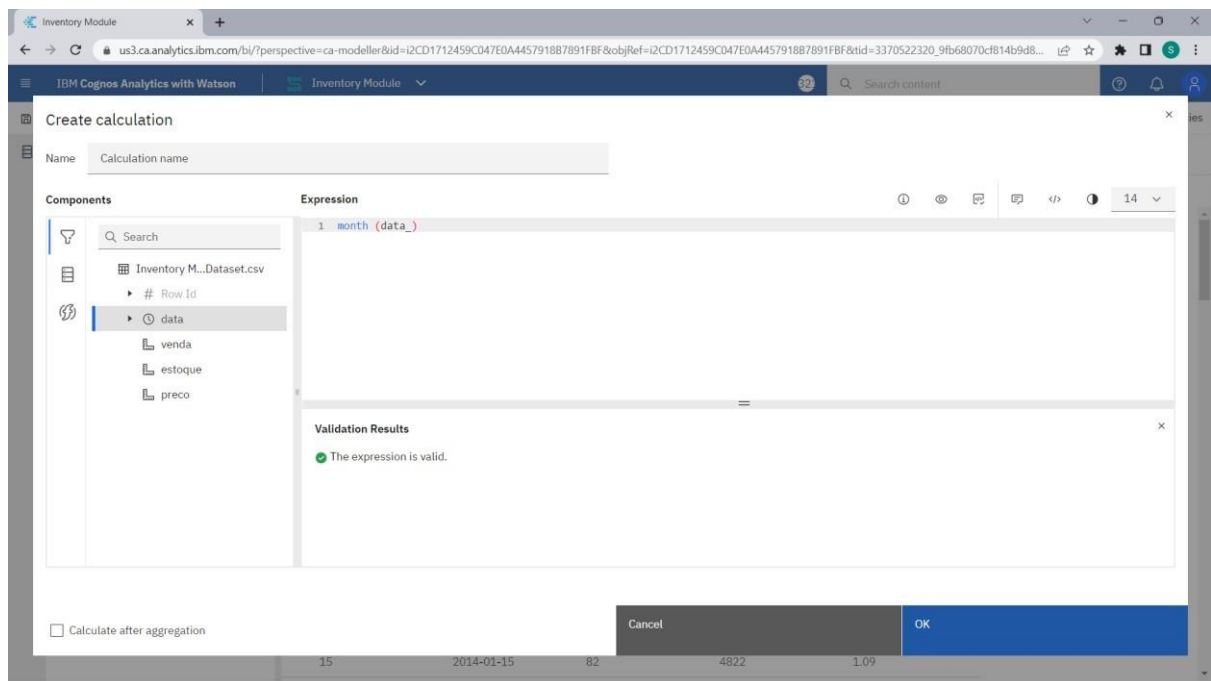 Inventory Module
us3.ca.analytics.ibm.com/bi/?perspective=ca-modeller&id=i2CD1712459C047E0A4457918B7891FBF&objRef=i2CD1712459C047E0A4457918B7891FBF&tid=3370522320_9fb68070cf814b9d8...
S
IBM Cognos Analytics with Watson
Inventory Module
Search content
Create calculation
ies
Name
Calculation name
Components
Expression
14
1 month (data_)
Search
Inventory M...Dataset.csv
# Row Id
data
venda
estoque
preco
Validation Results
The expression is valid.
Calculate after aggregation
Cancel
OK
15 2014-01-15 82 4822 1.09